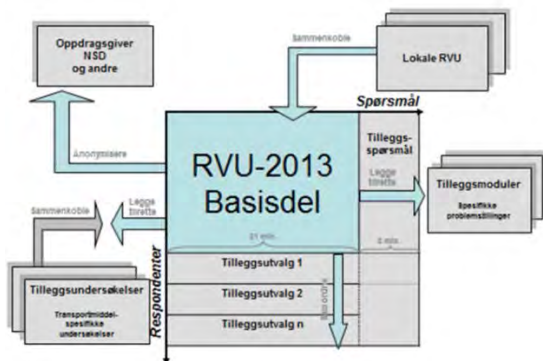 Oppdragsgiver
NSD
og andre
Sammenkoble
Lokale RVU
Spørsmål
Anonymisere
RVU-2013
Basisdel
Tilleggs-
spørsmål
Legge
tilrette
Tilleggsmoduler
Spesifikke
problemstillinger
Sammenkoble
Legge
tilrette
21 min.
5 min.
Tilleggsundersøkelser
Transportmiddel-
spesifikke
undersøkelser
Respondenter
Tilleggsutvalg 1
Tilleggsutvalg 2
Tilleggsutvalg n